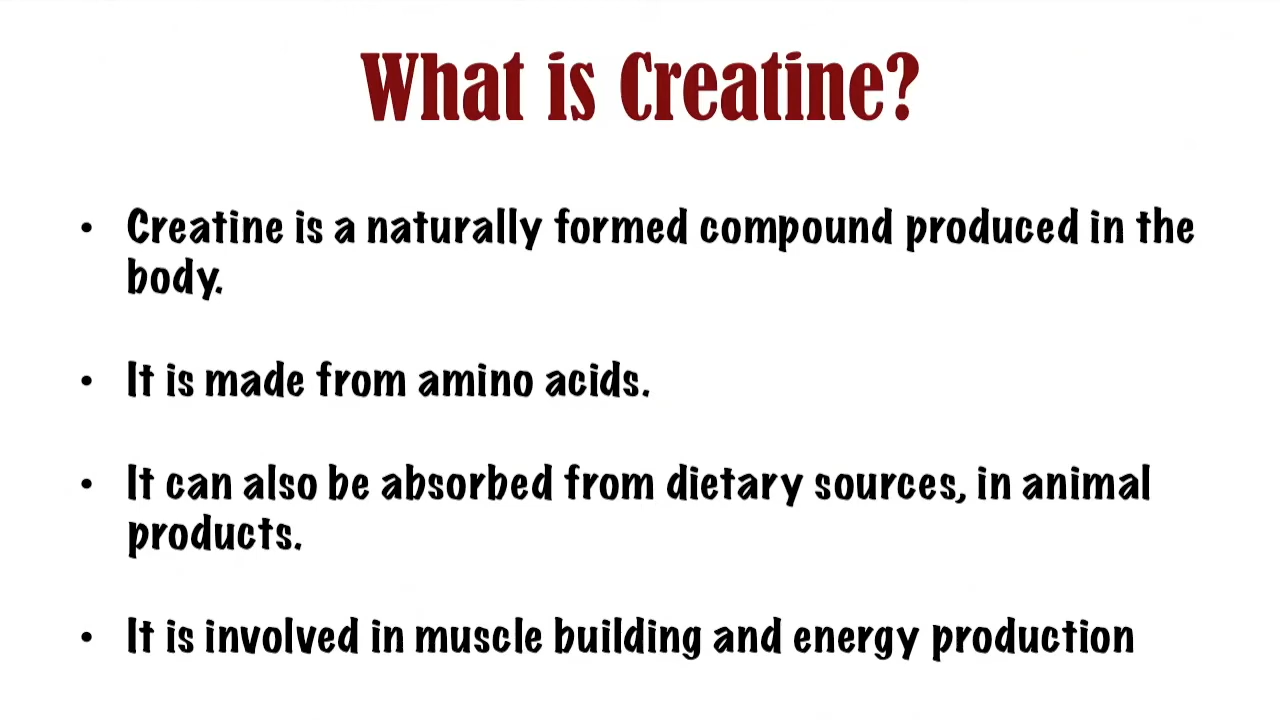 What is Creatine?
• Creatine is a naturally formed compound produced in the
body.
• It is made from amino acids.
• It can also be absorbed from dietary sources, in animal
products.
• It is involved in muscle building and energy production